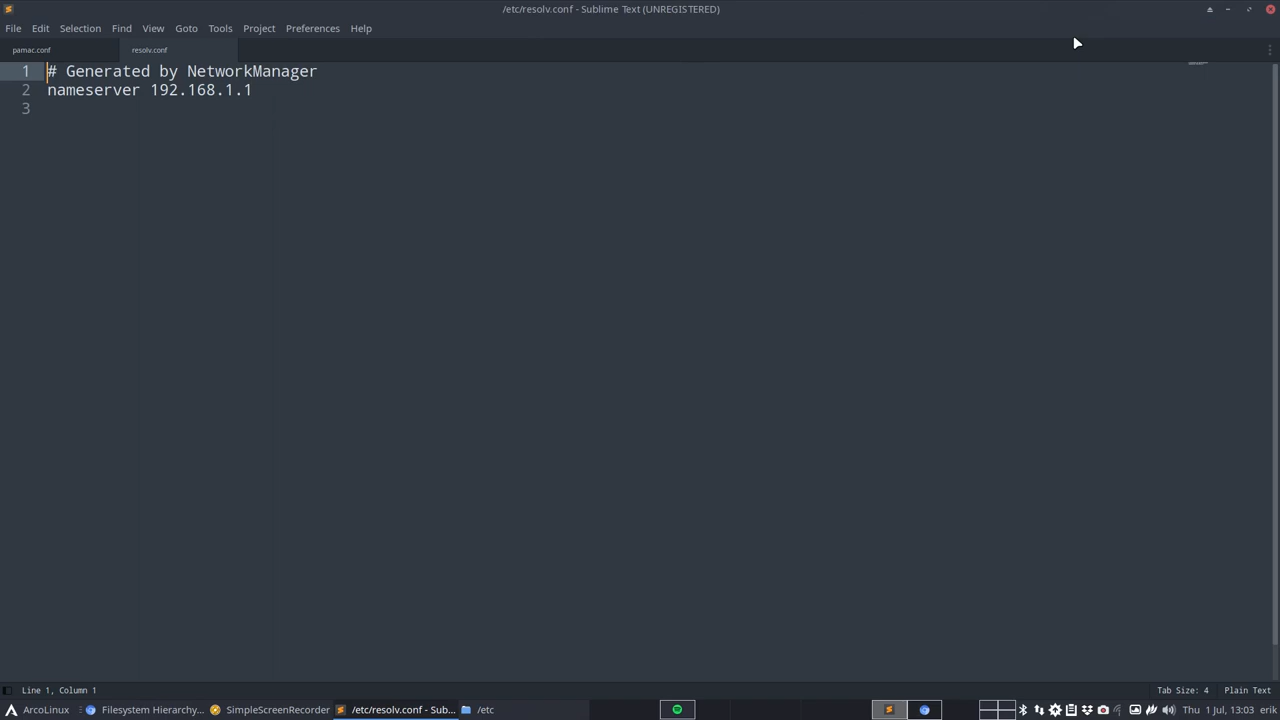 /etc/resolv.conf - Sublime Text (UNREGISTERED)
File Edit Selection Find View Goto Tools Project Preferences Help
pamac.conf resolv.conf
1 # Generated by NetworkManager
2 nameserver 192.168.1.1
3
Line 1, Column 1 Tab Size: 4 Plain Text
ArcoLinux Filesystem Hierarchy... SimpleScreenRecorder /etc/resolv.conf - Sub... /etc Thu 1 Jul, 13:03 erik